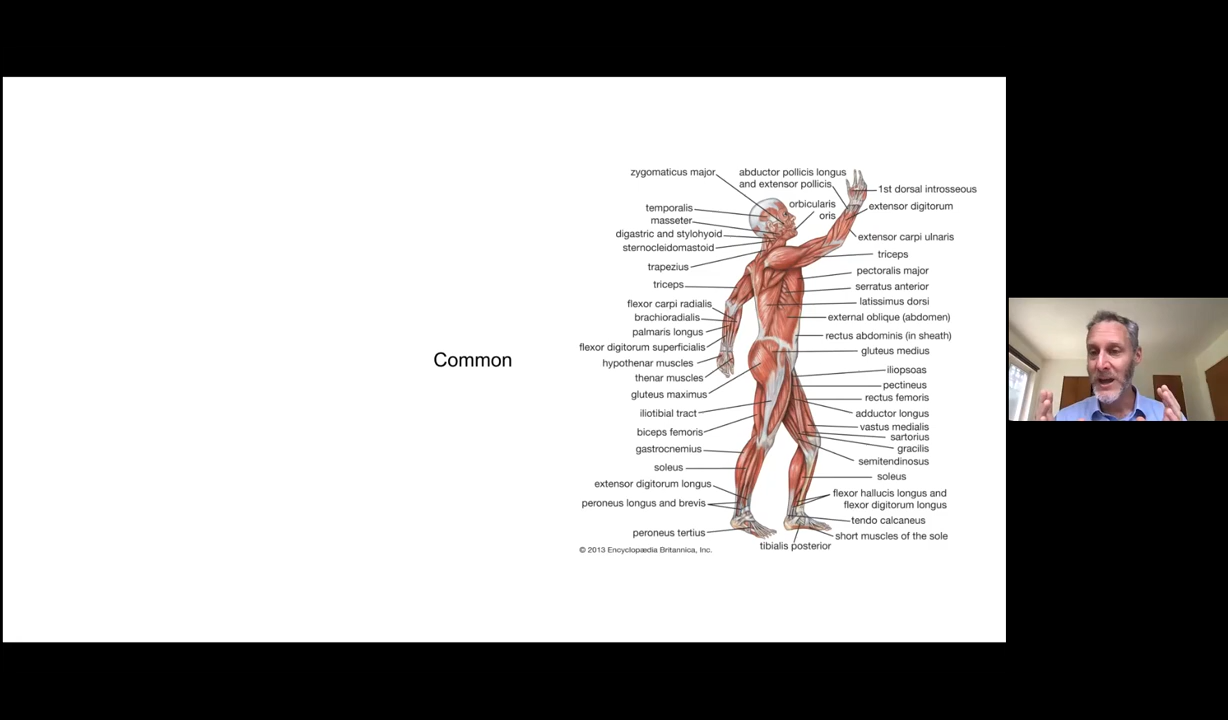 Common
zygomaticus major
temporalis
masseter
digastric and stylohyoid
sternocleidomastoid
trapezius
triceps
flexor carpi radialis
brachioradialis
palmaris longus
flexor digitorum superficialis
hypothenar muscles
thenar muscles
gluteus maximus
iliotibial tract
biceps femoris
gastrocnemius
soleus
extensor digitorum longus
peroneus longus and brevis
peroneus tertius
© 2013 Encyclopædia Britannica, Inc.
abductor pollicis longus
and extensor pollicis
orbicularis
oris
1st dorsal introsseous
extensor digitorum
extensor carpi ulnaris
triceps
pectoralis major
serratus anterior
latissimus dorsi
external oblique (abdomen)
rectus abdominis (in sheath)
gluteus medius
iliopsoas
pectineus
rectus femoris
adductor longus
vastus medialis
sartorius
gracilis
semitendinosus
soleus
flexor hallucis longus and
flexor digitorum longus
tendo calcaneus
short muscles of the sole
tibialis posterior